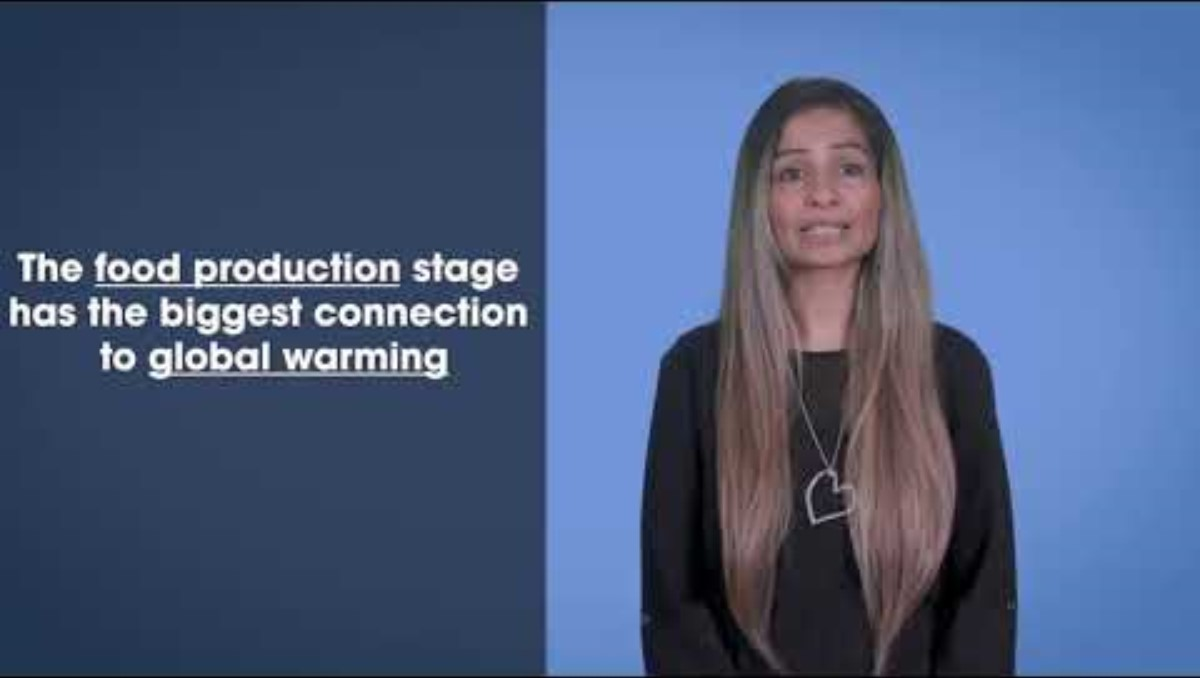 The food production stage
has the biggest connection
to global warming